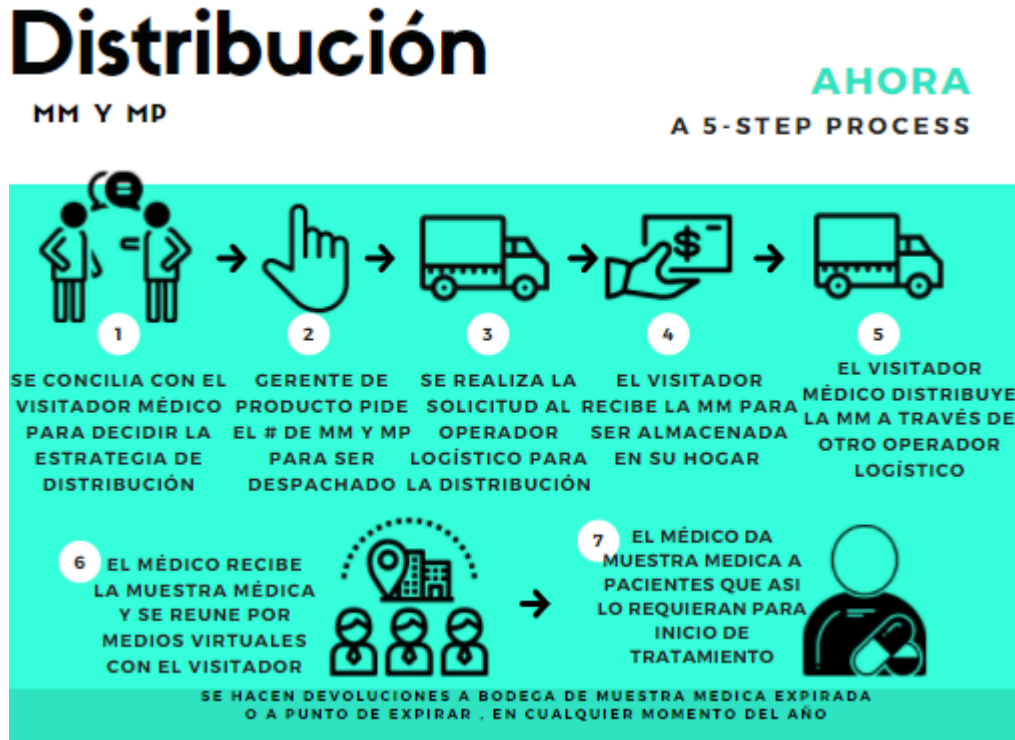 Distribución
MM Y MP
AHORA
A 5-STEP PROCESS
1
SE CONCILIA CON EL
VISITADOR MÉDICO
PARA DECIDIR LA
ESTRATEGIA DE
DISTRIBUCIÓN
2
GERENTE DE
PRODUCTO PIDE
EL # DE MM Y MP
PARA SER
DESPACHADO
3
SE REALIZA LA
SOLICITUD AL
OPERADOR
LOGÍSTICO PARA
LA DISTRIBUCIÓN
$
4
EL VISITADOR
RECIBE LA MM PARA
SER ALMACENADA
EN SU HOGAR
5
EL VISITADOR
MÉDICO DISTRIBUYE
LA MM A TRAVÉS DE
OTRO OPERADOR
LOGÍSTICO
6
EL MÉDICO RECIBE
LA MUESTRA MÉDICA
Y SE REUNE POR
MEDIOS VIRTUALES
CON EL VISITADOR
7
EL MÉDICO DA
MUESTRA MEDICA A
PACIENTES QUE ASI
LO REQUIERAN PARA
INICIO DE
TRATAMIENTO
SE HACEN DEVOLUCIONES A BODEGA DE MUESTRA MEDICA EXPIRADA
O A PUNTO DE EXPIRAR , EN CUALQUIER MOMENTO DEL AÑO